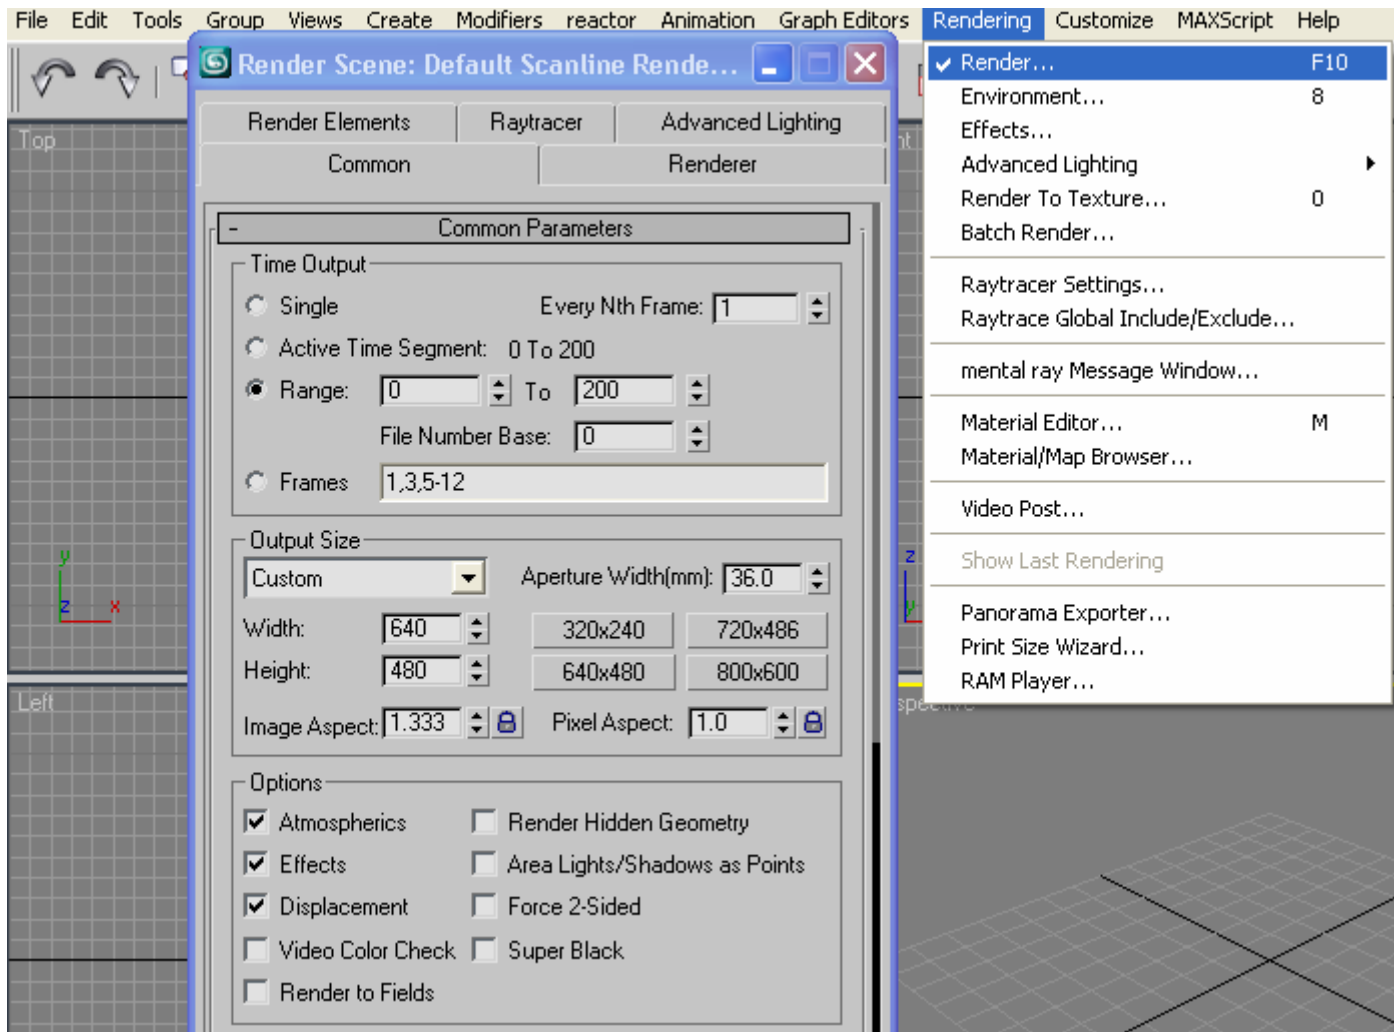 File Edit Tools Group Views Create Modifiers reactor Animation Graph Editors Rendering Customize MAXScript Help
Render Scene: Default Scanline Rende...
Render Elements Raytracer Advanced Lighting
Common Renderer
- Common Parameters
Time Output
Single Every Nth Frame: 1
Active Time Segment: 0 To 200
Range: 0 To 200
File Number Base: 0
Frames 1,3,5-12
Output Size
Custom Aperture Width(mm): 36.0
Width: 640 320x240 720x486
Height: 480 640x480 800x600
Image Aspect: 1.333 Pixel Aspect: 1.0
Options
Atmospherics Render Hidden Geometry
Effects Area Lights/Shadows as Points
Displacement Force 2-Sided
Video Color Check Super Black
Render to Fields
Render... F10
Environment... 8
Effects...
Advanced Lighting
Render To Texture... 0
Batch Render...
Raytracer Settings...
Raytrace Global Include/Exclude...
mental ray Message Window...
Material Editor... M
Material/Map Browser...
Video Post...
Show Last Rendering
Panorama Exporter...
Print Size Wizard...
RAM Player...
Top
y
z x
z
y
Left